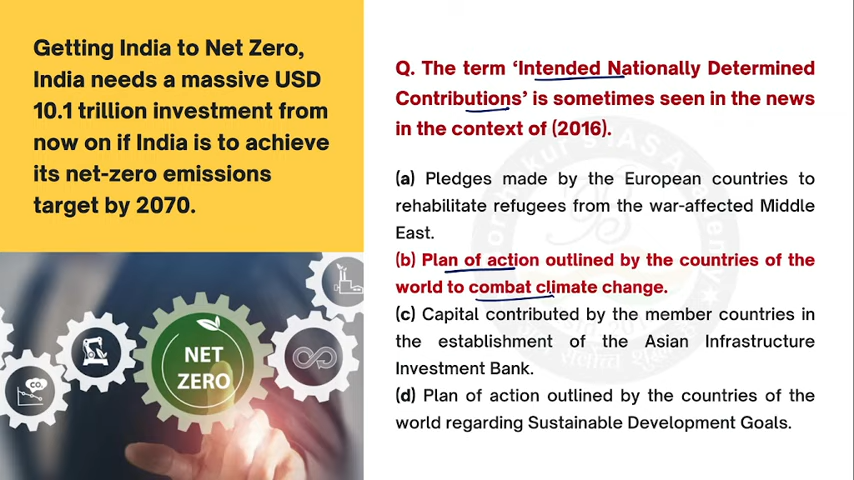 Getting India to Net Zero,
India needs a massive USD
10.1 trillion investment from
now on if India is to achieve
its net-zero emissions
target by 2070.
NET
ZERO
CO₂
Q. The term ‘Intended Nationally Determined
Contributions’ is sometimes seen in the news
in the context of (2016).
(a) Pledges made by the European countries to
rehabilitate refugees from the war-affected Middle
East.
(b) Plan of action outlined by the countries of the
world to combat climate change.
(c) Capital contributed by the member countries in
the establishment of the Asian Infrastructure
Investment Bank.
(d) Plan of action outlined by the countries of the
world regarding Sustainable Development Goals.